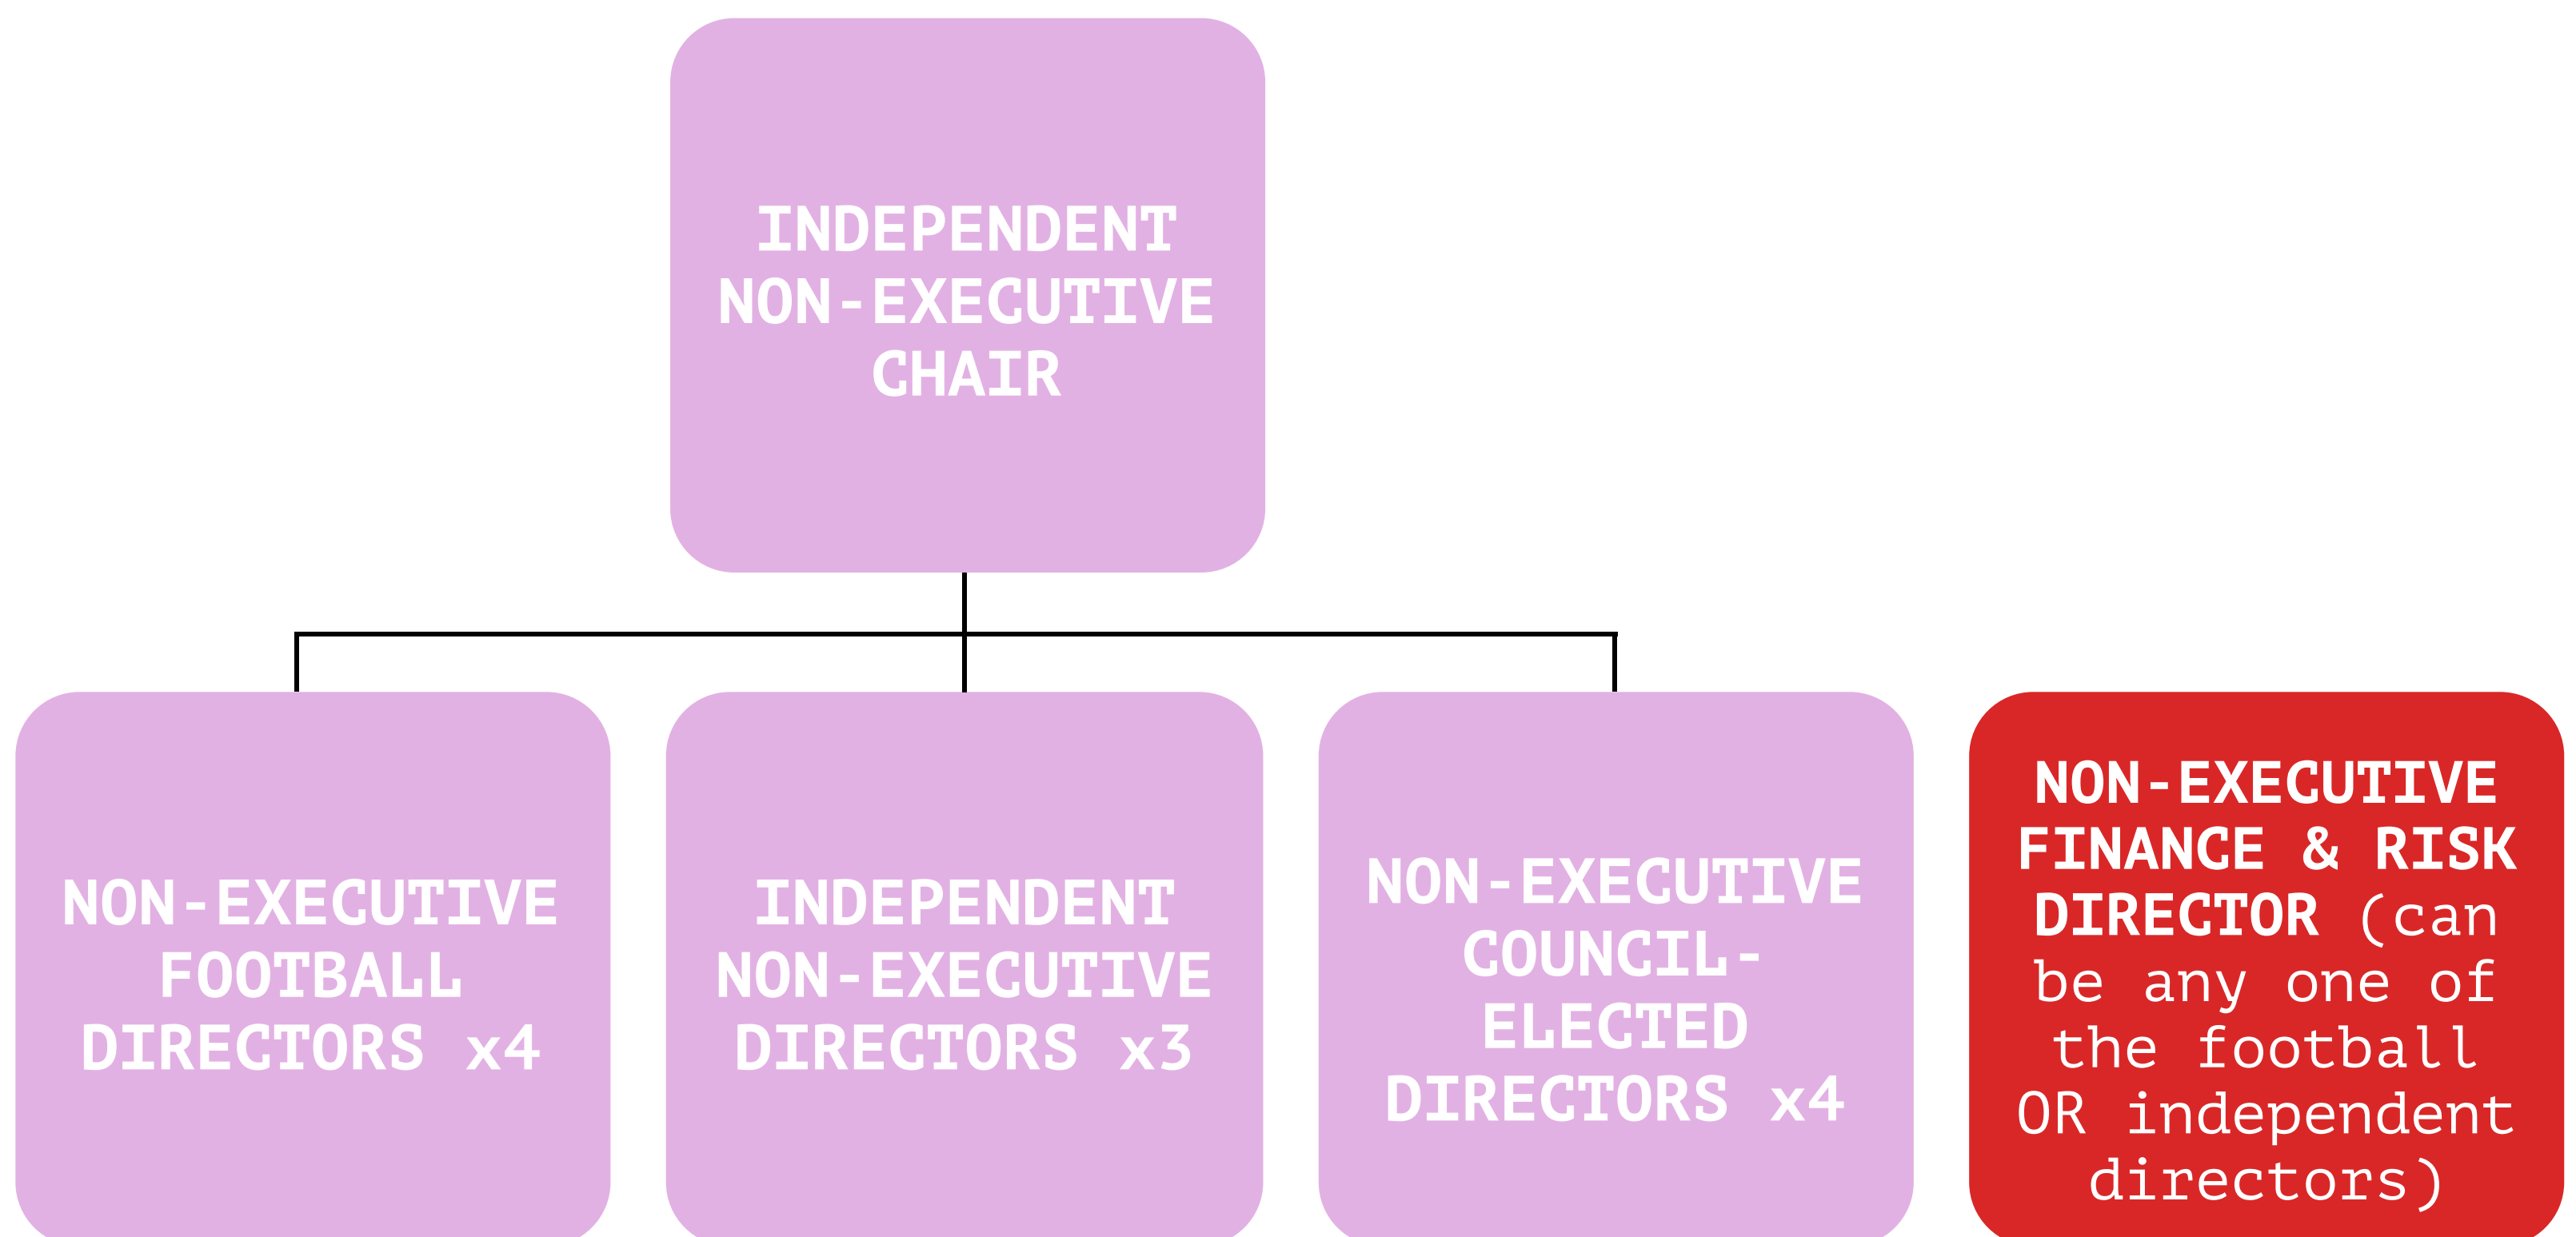 INDEPENDENT
NON-EXECUTIVE
CHAIR
NON-EXECUTIVE
FOOTBALL
DIRECTORS x4
INDEPENDENT
NON-EXECUTIVE
DIRECTORS x3
NON-EXECUTIVE
COUNCIL-
ELECTED
DIRECTORS x4
NON-EXECUTIVE
FINANCE & RISK
DIRECTOR (can
be any one of
the football
OR independent
directors)